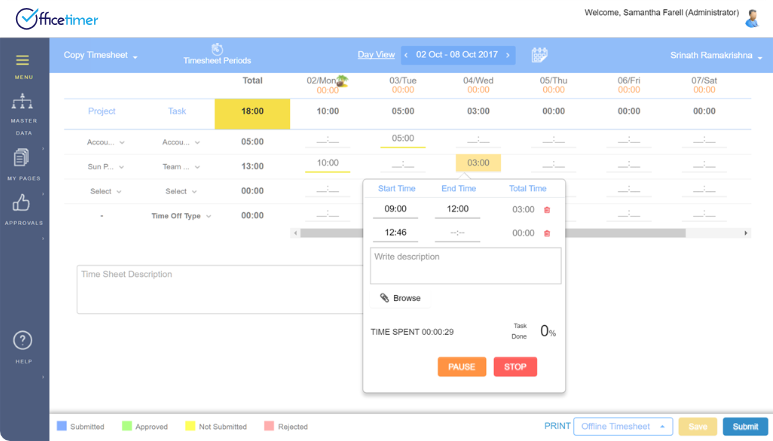 Officetimer
Welcome, Samantha Farell (Administrator)
MENU
MASTER
DATA
MY PAGES
APPROVALS
HELP
Copy Timesheet
Timesheet Periods
Day View < 02 Oct - 08 Oct 2017 >
Srinath Ramakrishna
Total 02/Mon 03/Tue 04/Wed 05/Thu 06/Fri 07/Sat
00:00 00:00 00:00 00:00 00:00 00:00
Project Task 18:00 10:00 05:00 03:00 00:00 00:00 00:00
Accou... Accou... 05:00 __:__ 05:00 __:__ __:__ __:__ __:__
Sun P... Team ... 13:00 10:00 __:__ 03:00 __:__ __:__ __:__
Select Select 00:00 __:__ __:__ __:__ __:__
- Time Off Type 00:00 __:__ __:__ __:__ __:__
Start Time End Time Total Time
09:00 12:00 03:00
12:46 --:-- 00:00
Write description
Browse
TIME SPENT 00:00:29
Task
Done
0%
PAUSE STOP
Time Sheet Description
Submitted Approved Not Submitted Rejected
PRINT Offline Timesheet Save Submit